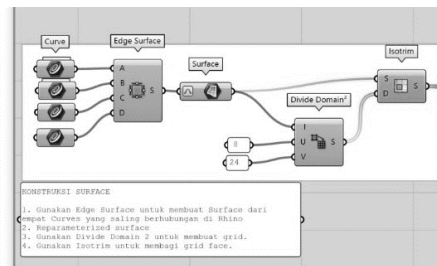 Curve
Edge Surface
A
B
C
D
S
Surface
Divide Domain²
I
U
V
S
8
24
Isotrim
S
D
S
KONSTRUKSI SURFACE
1. Gunakan Edge Surface untuk membuat Surface dari
empat Curves yang saling berhubungan di Rhino
2. Reparameterized surface
3. Gunakan Divide Domain 2 untuk membuat grid.
4. Gunakan Isotrim untuk membagi grid face.